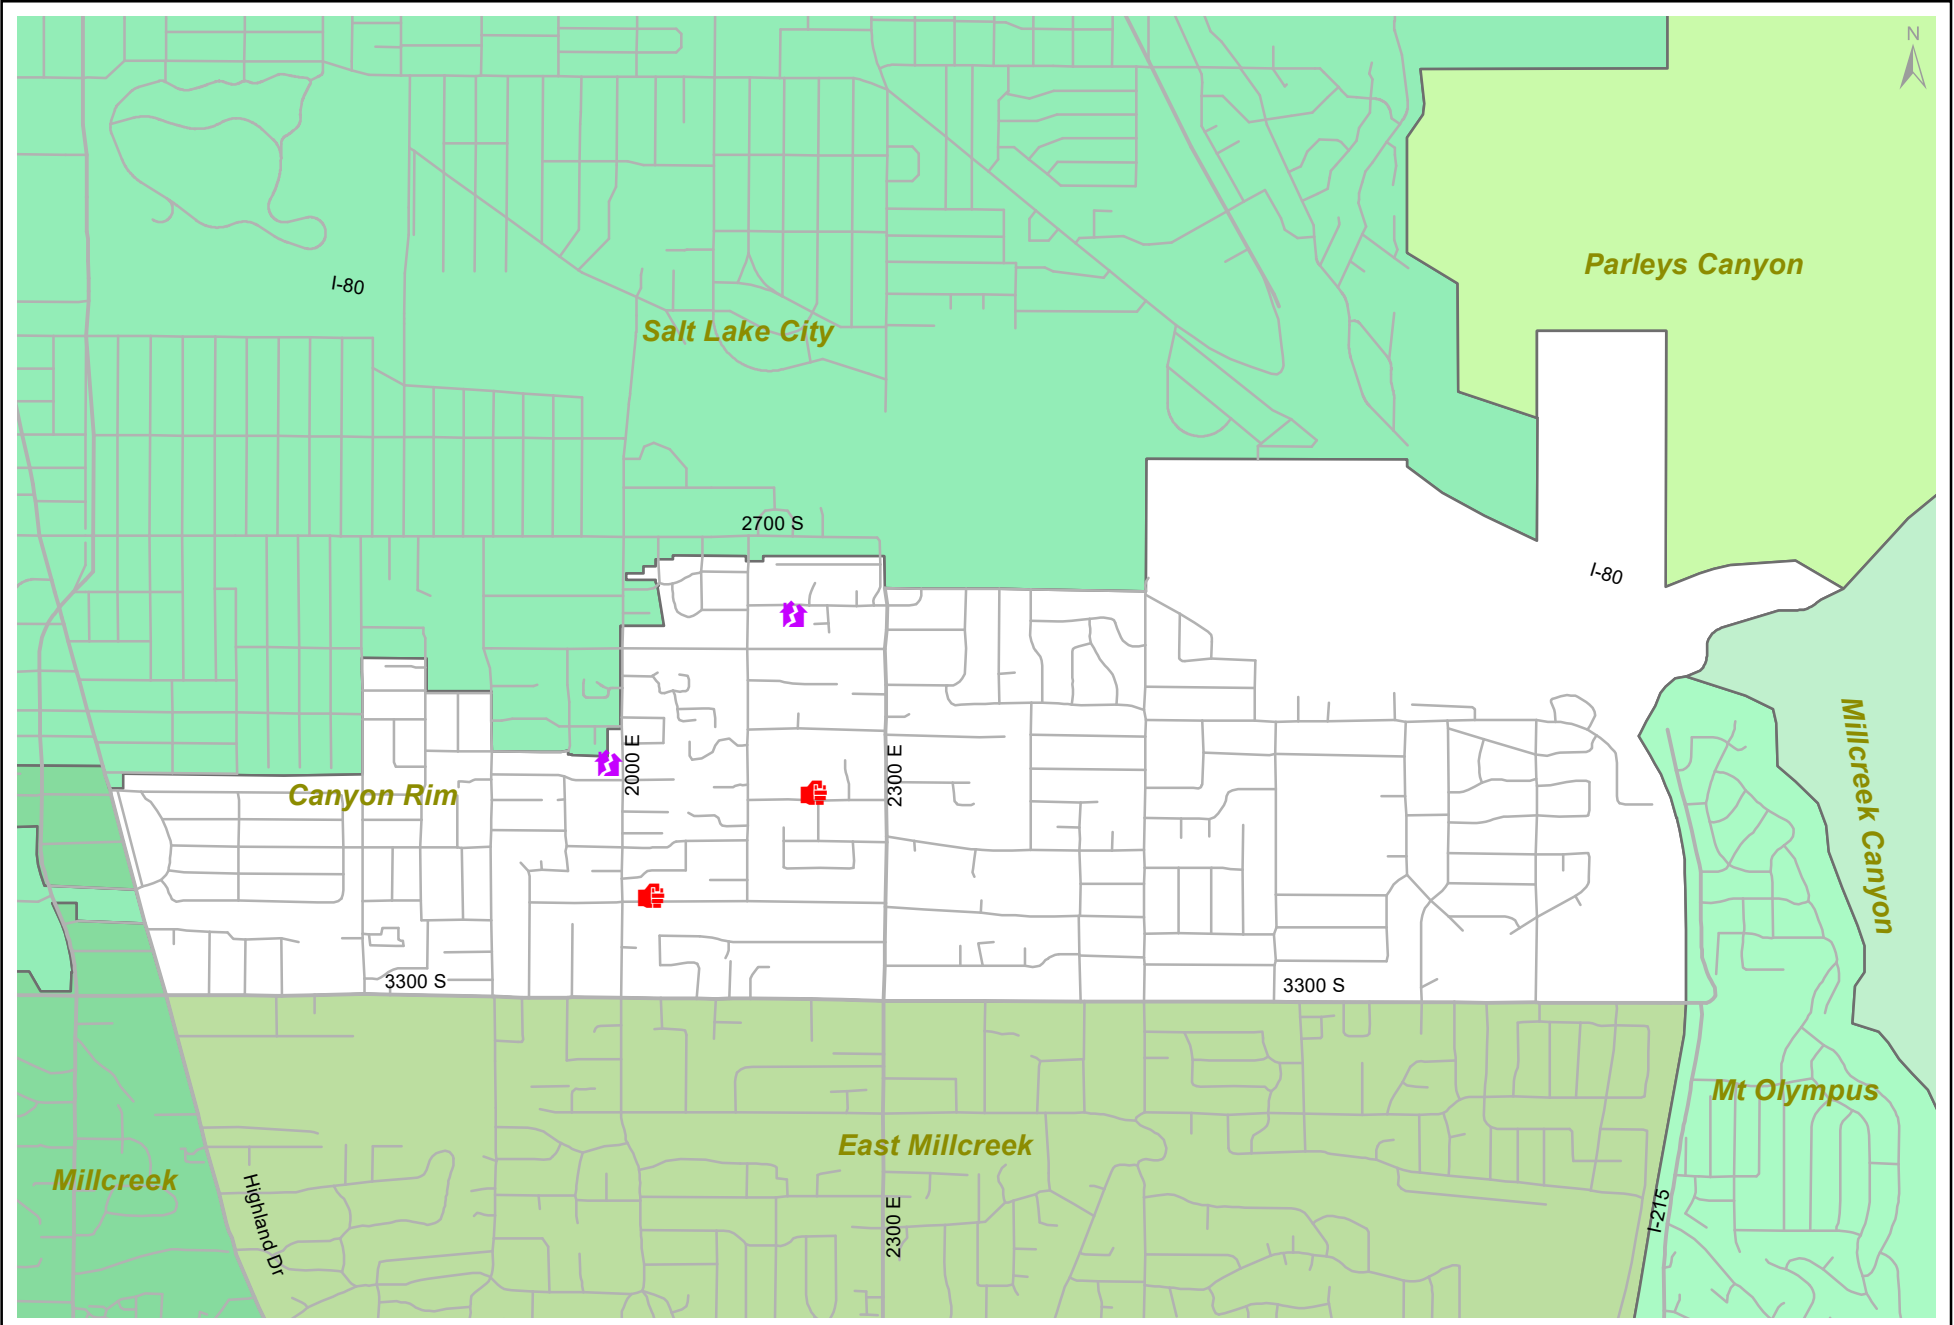 N
Parleys Canyon
I-80
Salt Lake City
2700 S
I-80
Millcreek Canyon
2000 E
2300 E
Canyon Rim
3300 S
3300 S
Mt Olympus
East Millcreek
Millcreek
Highland Dr
2300 E
I-215